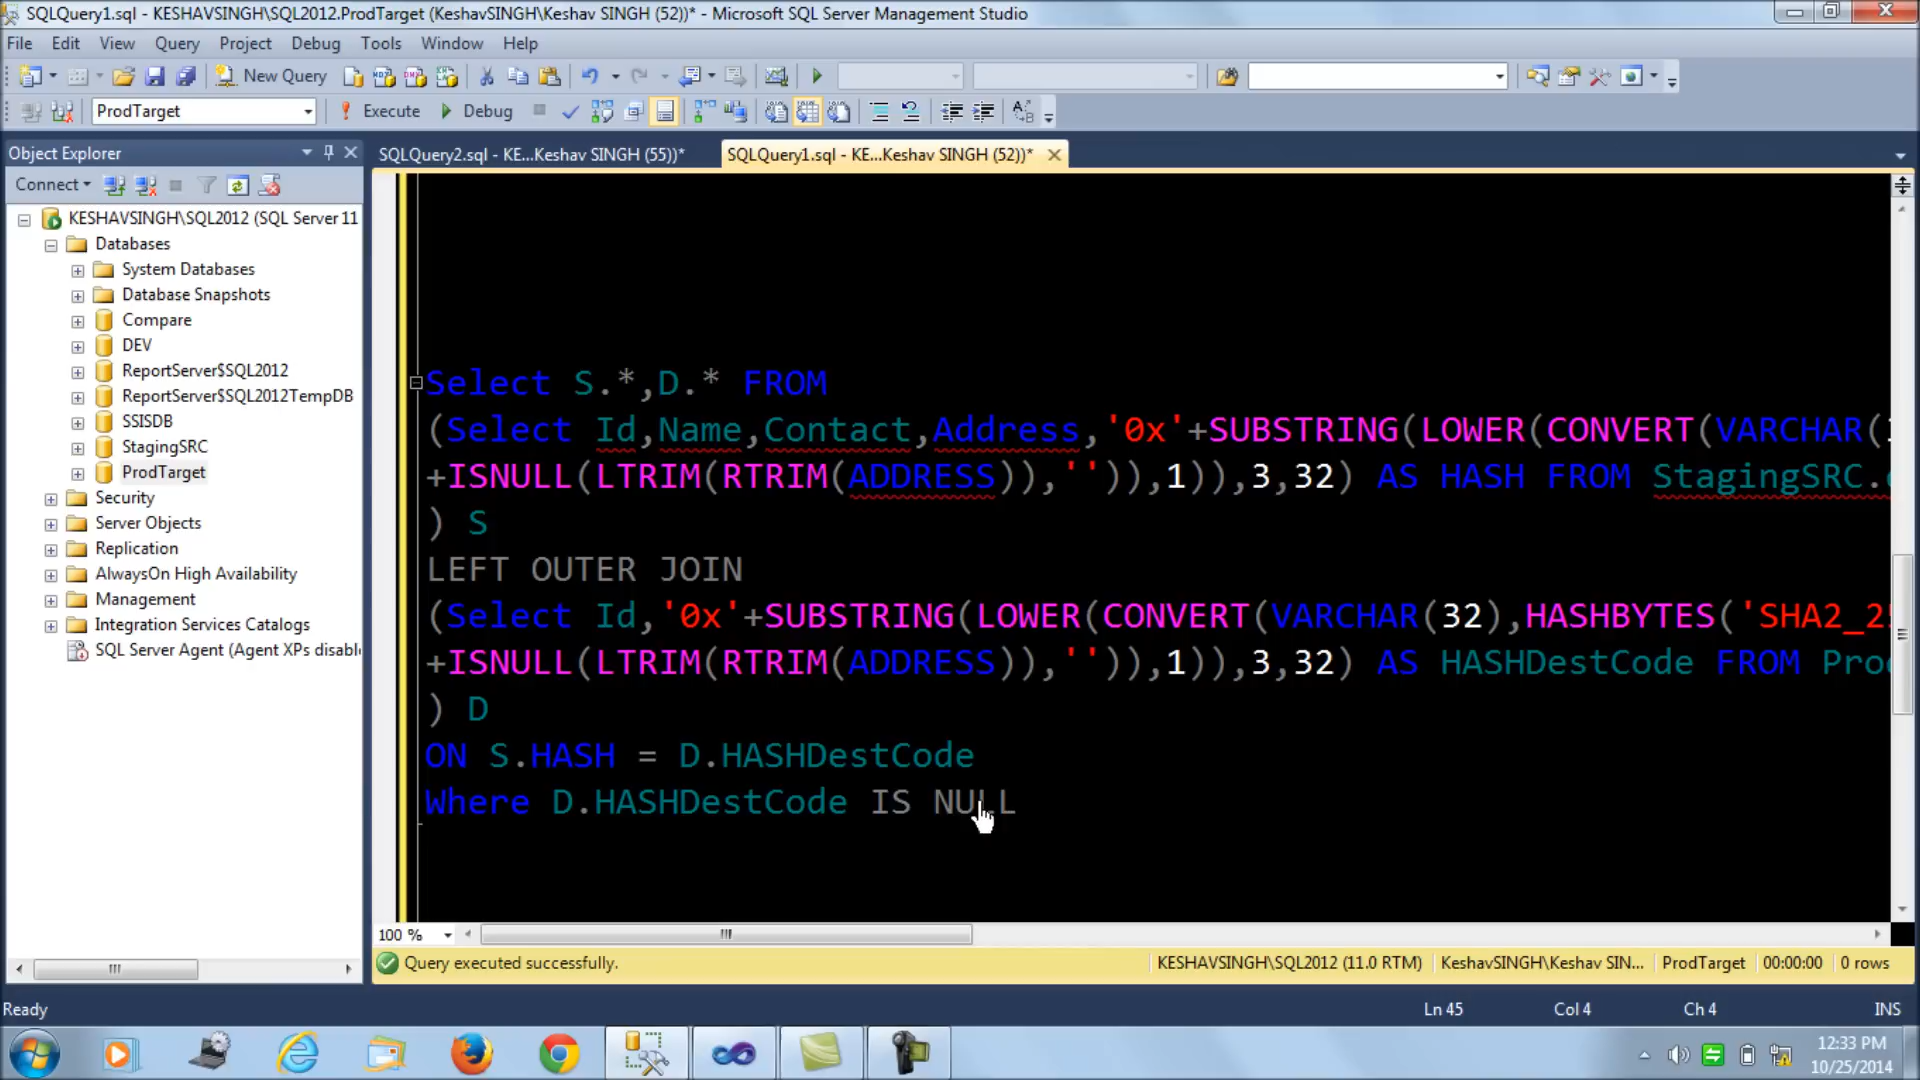 SQLQuery1.sql - KESHAVSINGH\SQL2012.ProdTarget (KeshavSINGH\Keshav SINGH (52))* - Microsoft SQL Server Management Studio
File Edit View Query Project Debug Tools Window Help
New Query
ProdTarget Execute Debug
Object Explorer
SQLQuery2.sql - KE...Keshav SINGH (55))* SQLQuery1.sql - KE...Keshav SINGH (52))*
Connect
KESHAVSINGH\SQL2012 (SQL Server 11
Databases
System Databases
Database Snapshots
Compare
DEV
ReportServer$SQL2012
ReportServer$SQL2012TempDB
SSISDB
StagingSRC
ProdTarget
Security
Server Objects
Replication
AlwaysOn High Availability
Management
Integration Services Catalogs
SQL Server Agent (Agent XPs disabl
Select S.*,D.* FROM
(Select Id,Name,Contact,Address,'0x'+SUBSTRING(LOWER(CONVERT(VARCHAR(
+ISNULL(LTRIM(RTRIM(ADDRESS)),'')),1)),3,32) AS HASH FROM StagingSRC.
) S
LEFT OUTER JOIN
(Select Id,'0x'+SUBSTRING(LOWER(CONVERT(VARCHAR(32),HASHBYTES('SHA2_2
+ISNULL(LTRIM(RTRIM(ADDRESS)),'')),1)),3,32) AS HASHDestCode FROM Pro
) D
ON S.HASH = D.HASHDestCode
Where D.HASHDestCode IS NULL
100 %
Query executed successfully. KESHAVSINGH\SQL2012 (11.0 RTM) KeshavSINGH\Keshav SIN... ProdTarget 00:00:00 0 rows
Ready Ln 45 Col 4 Ch 4 INS
12:33 PM
10/25/2014